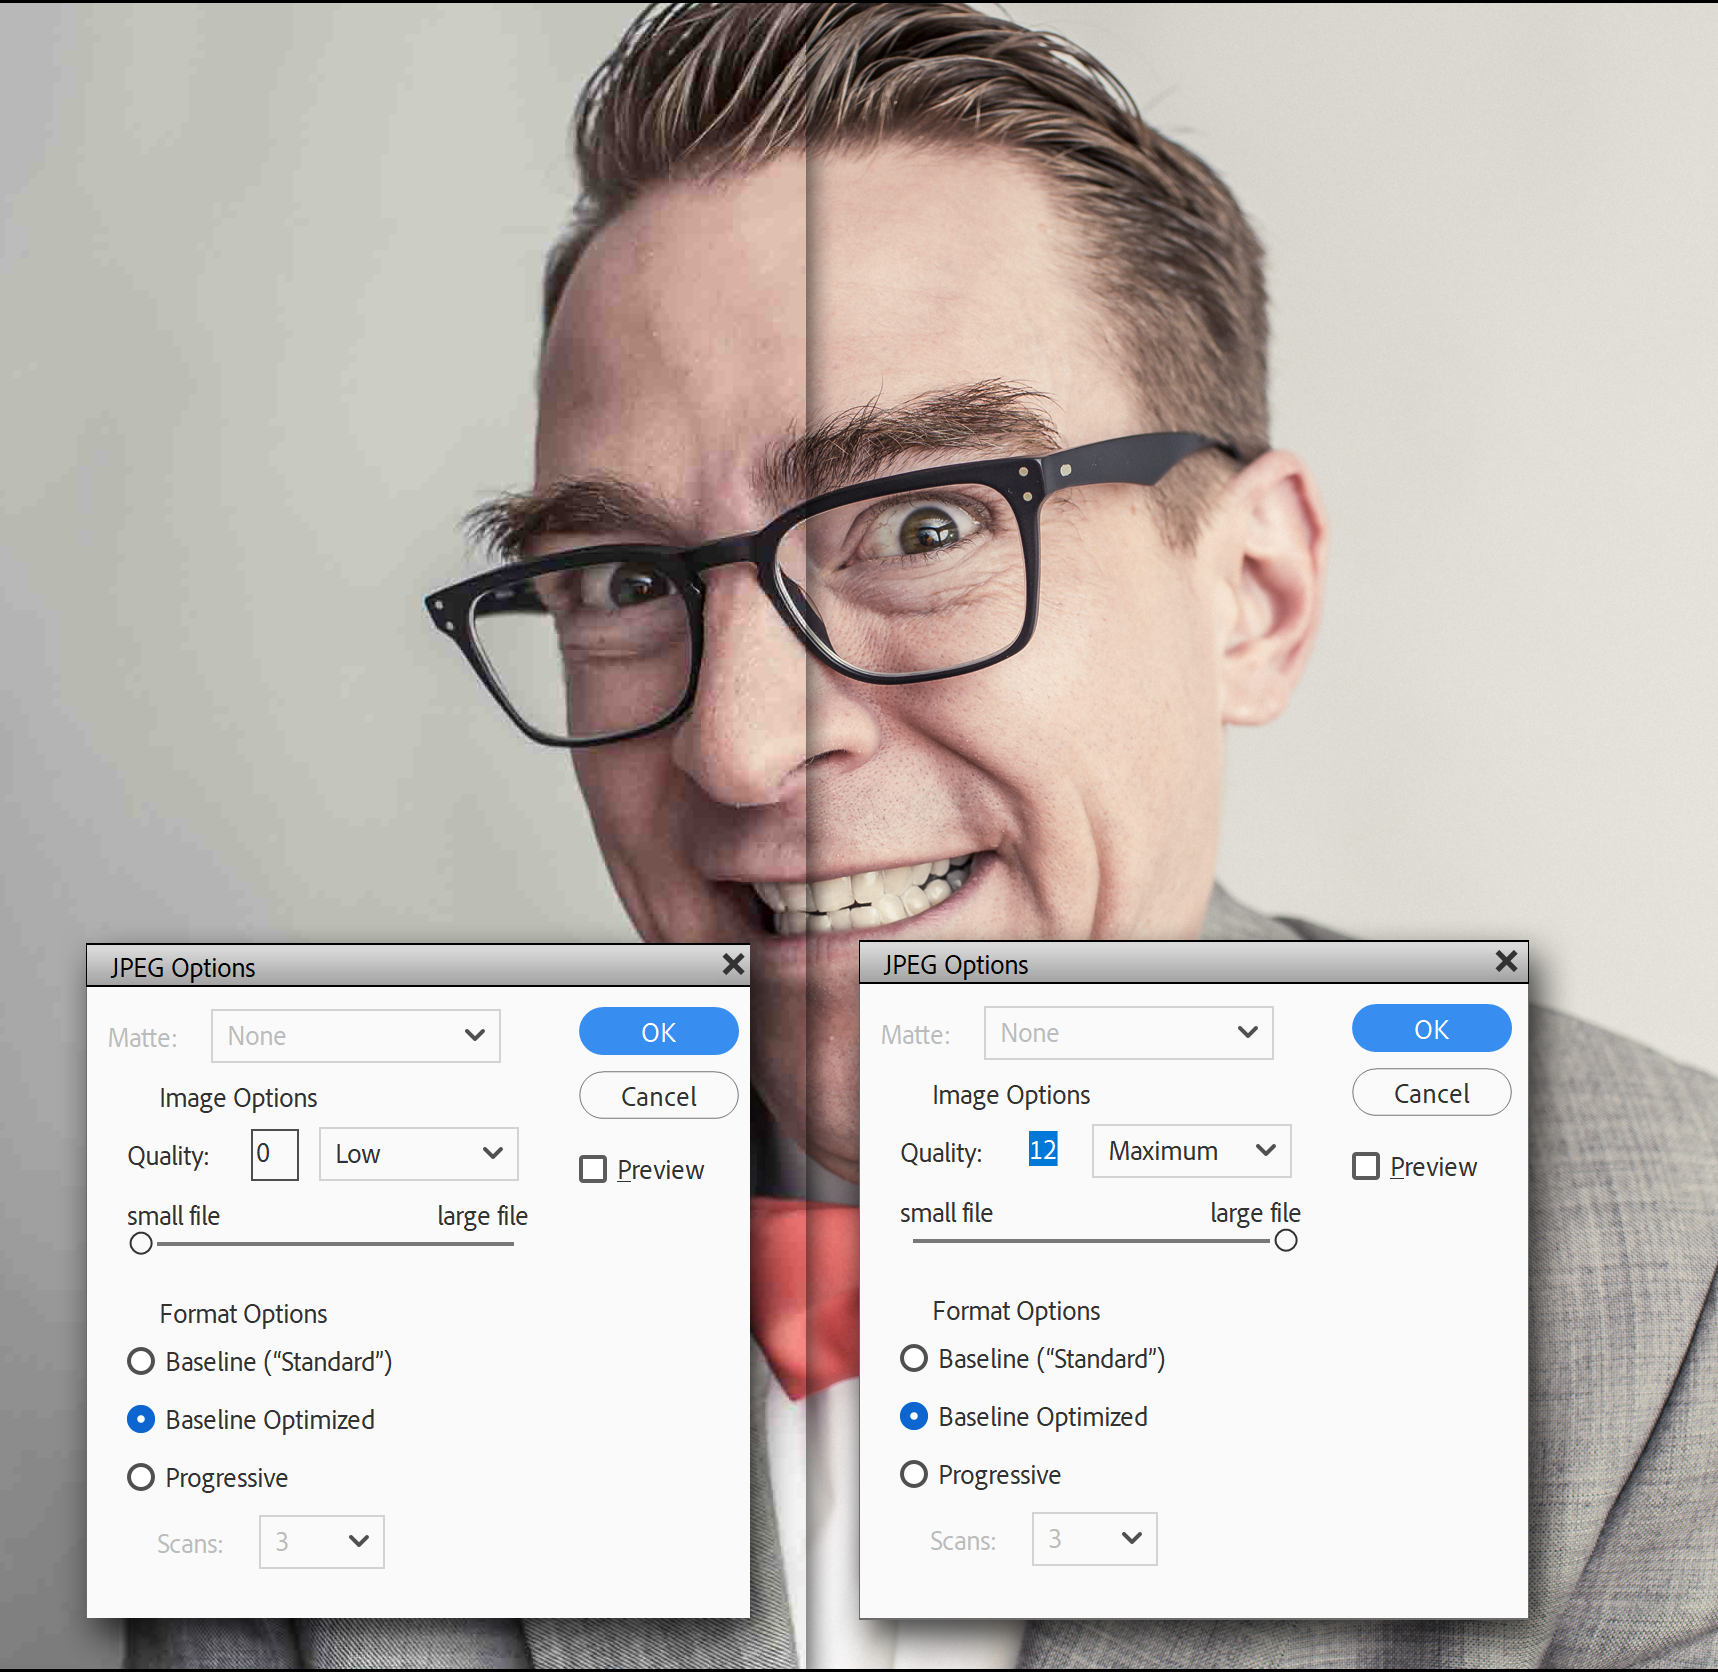 JPEG Options
Matte: None
OK
Image Options
Cancel
Quality: 0 Low
Preview
small file large file
Format Options
Baseline (“Standard”)
Baseline Optimized
Progressive
Scans: 3
JPEG Options
Matte: None
OK
Image Options
Cancel
Quality: 12 Maximum
Preview
small file large file
Format Options
Baseline (“Standard”)
Baseline Optimized
Progressive
Scans: 3